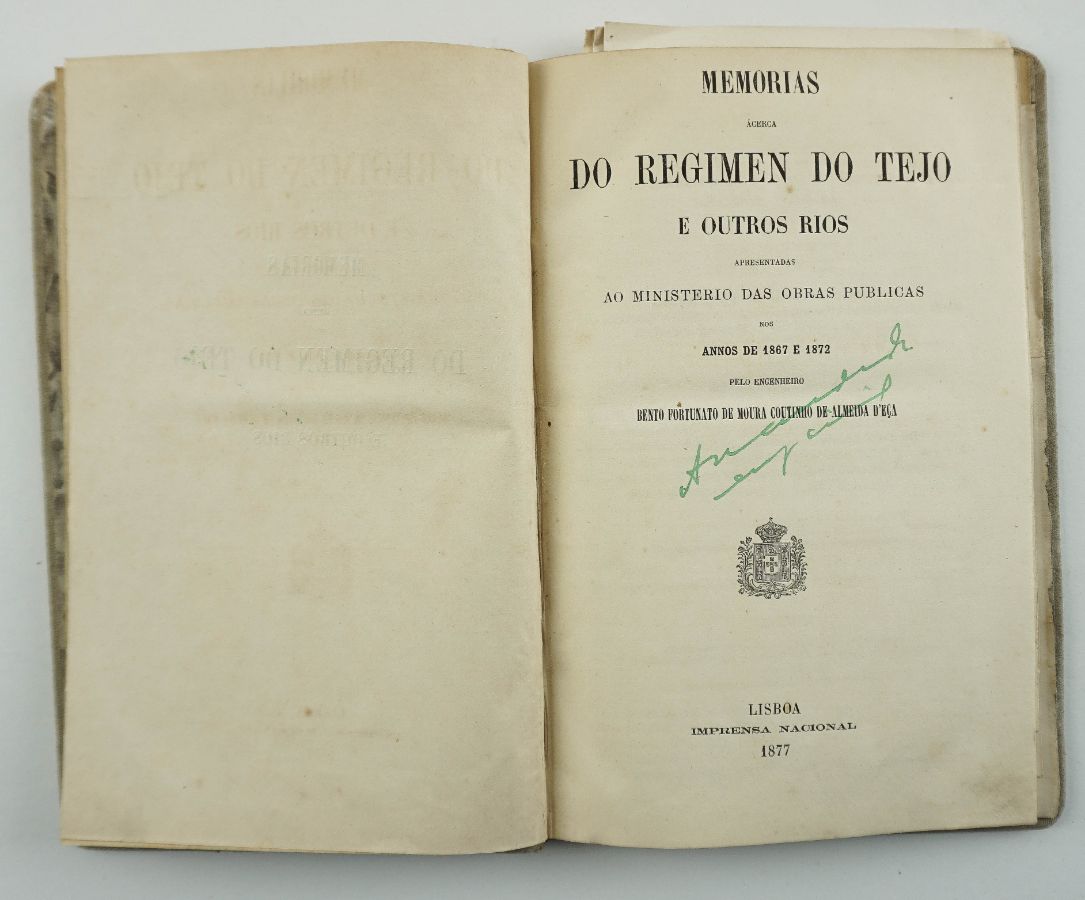 MEMORIAS
ÁCERCA
DO REGIMEN DO TEJO
E OUTROS RIOS
APRESENTADAS
AO MINISTERIO DAS OBRAS PUBLICAS
NOS
ANNOS DE 1867 E 1872
PELO ENGENHEIRO
BENTO FORTUNATO DE MOURA COUTINHO DE ALMEIDA D'EÇA
LISBOA
IMPRENSA NACIONAL
1877